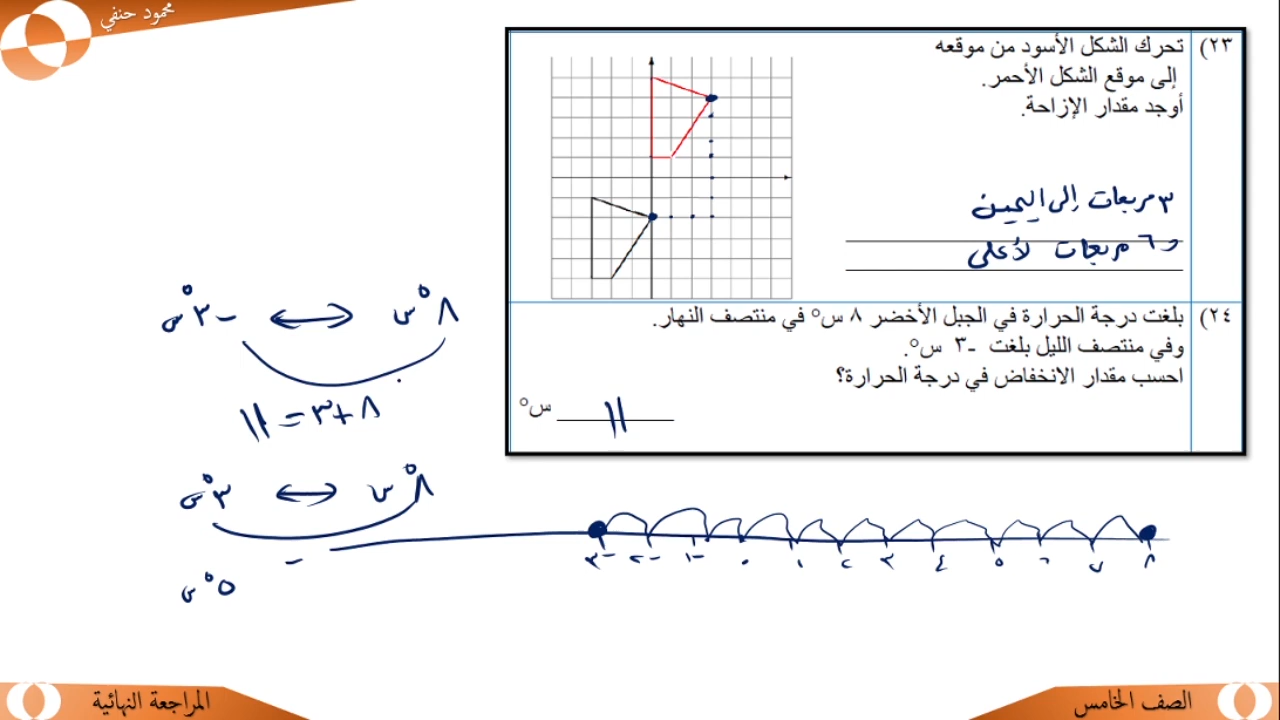 محمود حنفي
٢٣)
تحرك الشكل الأسود من موقعه
إلى موقع الشكل الأحمر.
أوجد مقدار الإزاحة.
٣ مربعات إلى اليمين
و ٦ مربعات لأعلى
٢٤)
بلغت درجة الحرارة في الجبل الأخضر ٨ س° في منتصف النهار.
وفي منتصف الليل بلغت -٣ س°.
احسب مقدار الانخفاض في درجة الحرارة؟
١١ س°
٨°س ⟷ -٣°س
٨+٣=١١
٨°س ⟷ ٣°س
-
٥°س
-٣ -٢ -١ ٠ ١ ٢ ٣ ٤ ٥ ٦ ٧ ٨
الصف الخامس
المراجعة النهائية